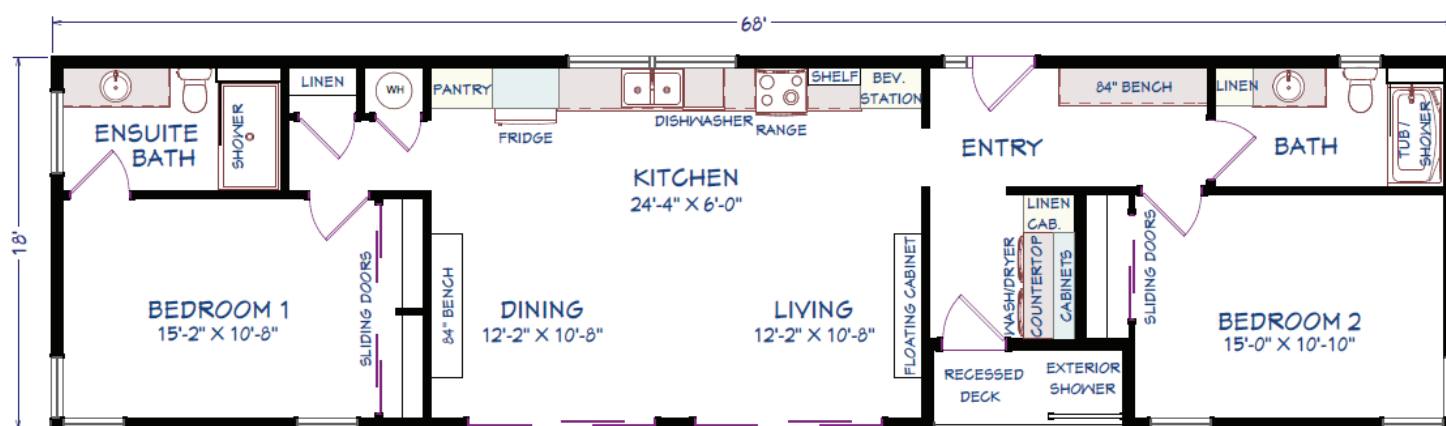 68'
18'
ENSUITE
BATH
SHOWER
LINEN
WH
PANTRY
FRIDGE
DISHWASHER
RANGE
SHELF
BEV.
STATION
KITCHEN
24'-4" X 6'-0"
ENTRY
84" BENCH
LINEN
BATH
TUB/
SHOWER
BEDROOM 1
15'-2" X 10'-8"
SLIDING DOORS
84" BENCH
DINING
12'-2" X 10'-8"
LIVING
12'-2" X 10'-8"
FLOATING CABINET
LINEN
CAB.
WASH/DRYER
COUNTERTOP
CABINETS
RECESSED
DECK
EXTERIOR
SHOWER
SLIDING DOORS
BEDROOM 2
15'-0" X 10'-10"